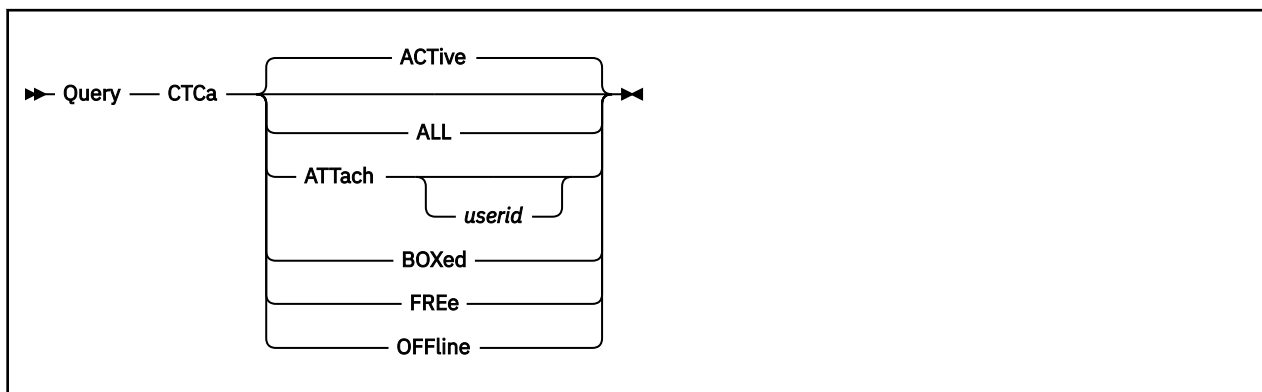 ACTive
Query CTCa
ALL
ATTach
userid
BOXed
FREe
OFFline